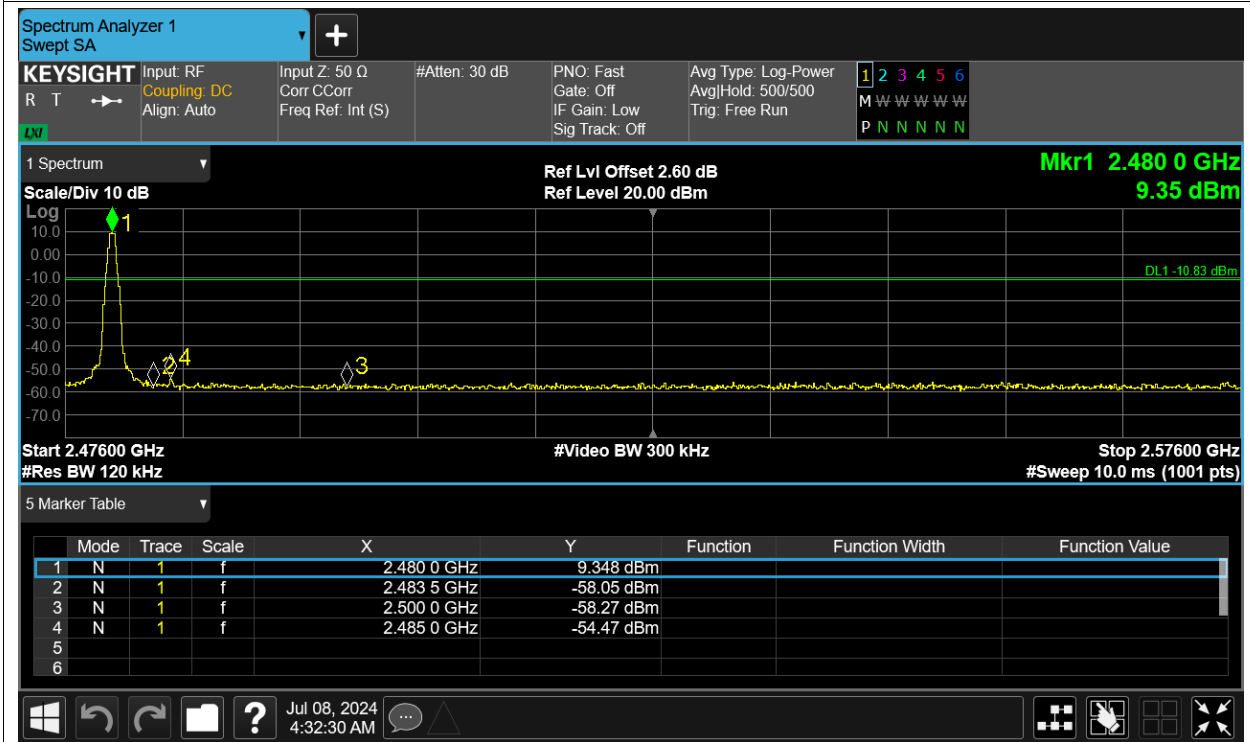 Spectrum Analyzer 1
Swept SA
+
KEYSIGHT Input: RF Input Z: 50 Ω #Atten: 30 dB PNO: Fast Avg Type: Log-Power 1 2 3 4 5 6
R T Coupling: DC Corr CCorr Gate: Off Avg|Hold: 500/500 M W W W W W W
Align: Auto Freq Ref: Int (S) IF Gain: Low Trig: Free Run
LXI Sig Track: Off P N N N N N N
1 Spectrum Ref Lvl Offset 2.60 dB Mkr1 2.480 0 GHz
Scale/Div 10 dB Ref Level 20.00 dBm 9.35 dBm
Log
1
10.0
0.00
DL1 -10.83 dBm
-10.0
-20.0
-30.0
-40.0
2 4 3
-50.0
-60.0
-70.0
Start 2.47600 GHz #Video BW 300 kHz Stop 2.57600 GHz
#Res BW 120 kHz #Sweep 10.0 ms (1001 pts)
5 Marker Table
Mode Trace Scale X Y Function Function Width Function Value
1 N 1 f 2.480 0 GHz 9.348 dBm
2 N 1 f 2.483 5 GHz -58.05 dBm
3 N 1 f 2.500 0 GHz -58.27 dBm
4 N 1 f 2.485 0 GHz -54.47 dBm
5
6
? Jul 08, 2024
4:32:30 AM